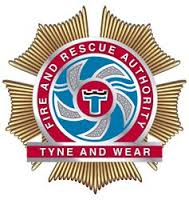 FIRE AND RESCUE AUTHORITY
TYNE AND WEAR